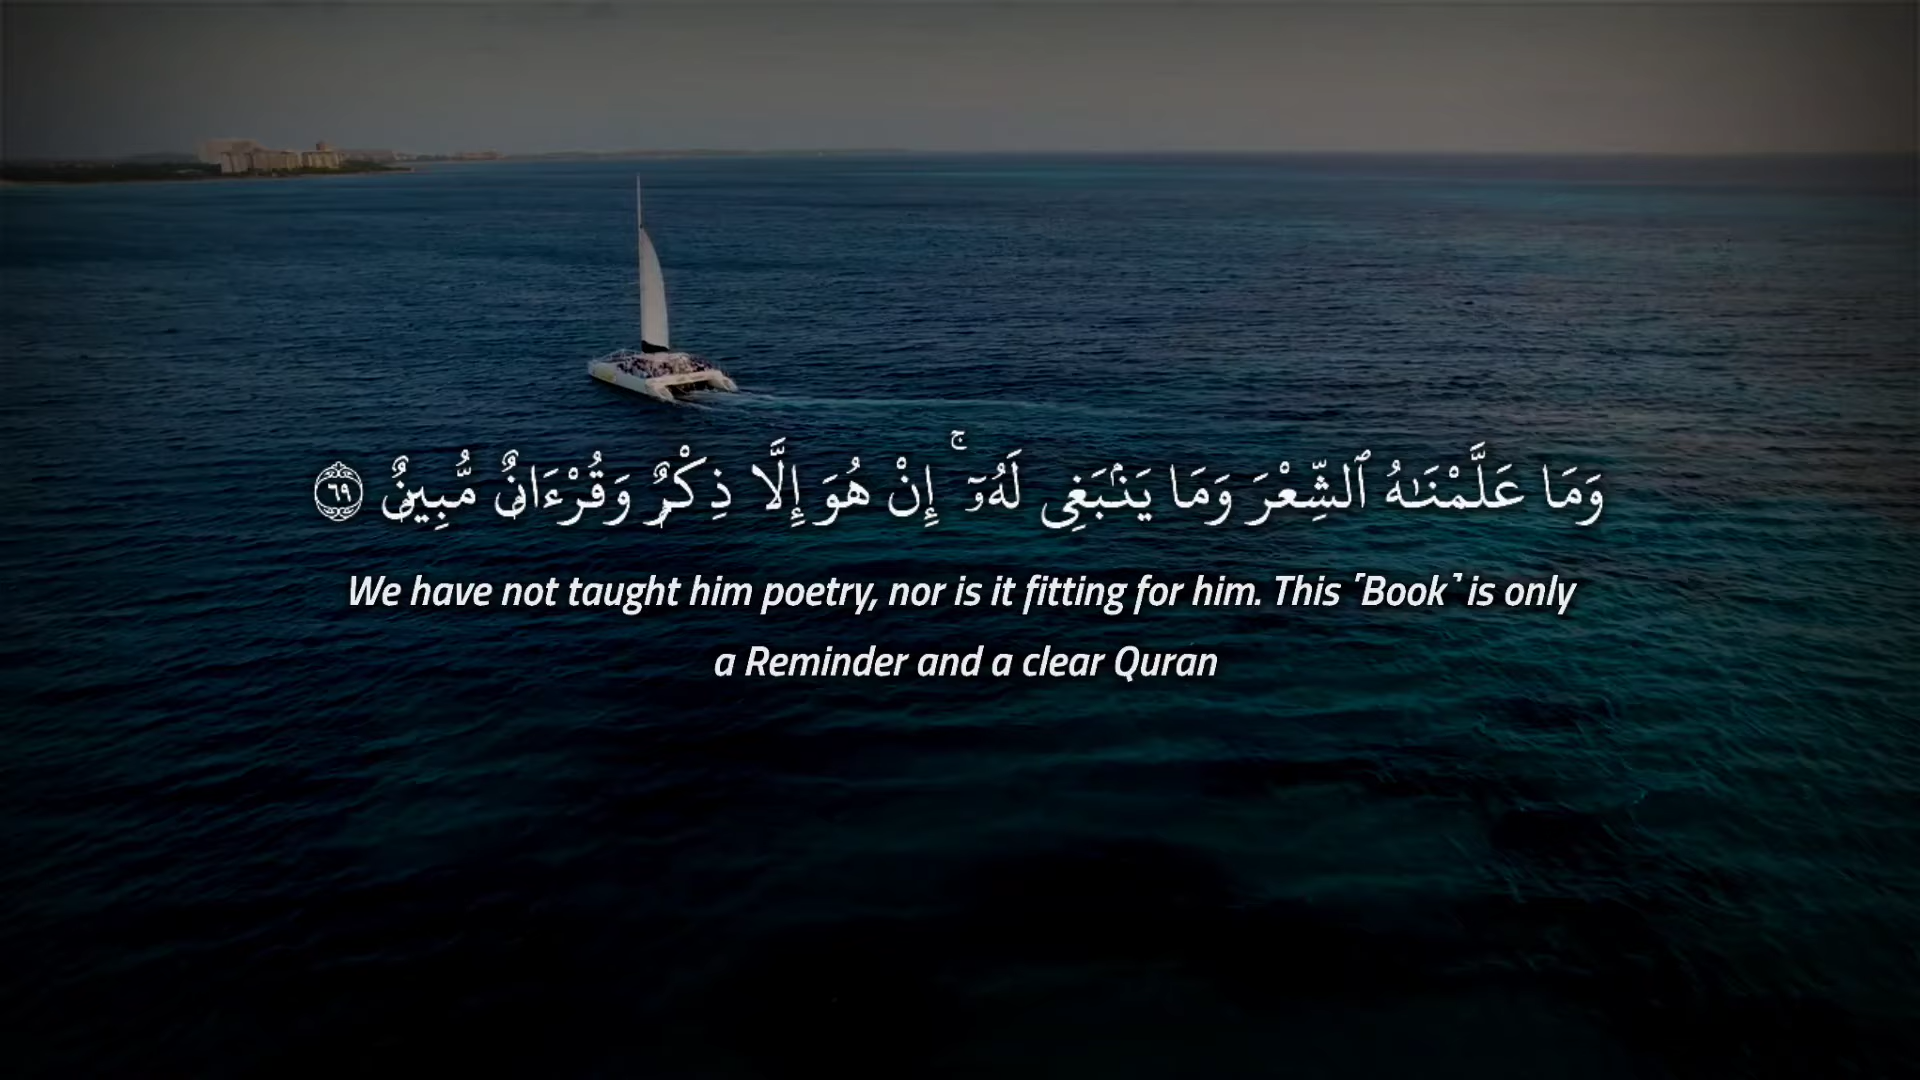 وَمَا عَلَّمْنَـٰهُ ٱلشِّعْرَ وَمَا يَنۢبَغِى لَهُۥٓ ۚ إِنْ هُوَ إِلَّا ذِكْرٌۭ وَقُرْءَانٌۭ مُّبِينٌۭ ٦٩
We have not taught him poetry, nor is it fitting for him. This ˹Book˺ is only
a Reminder and a clear Quran